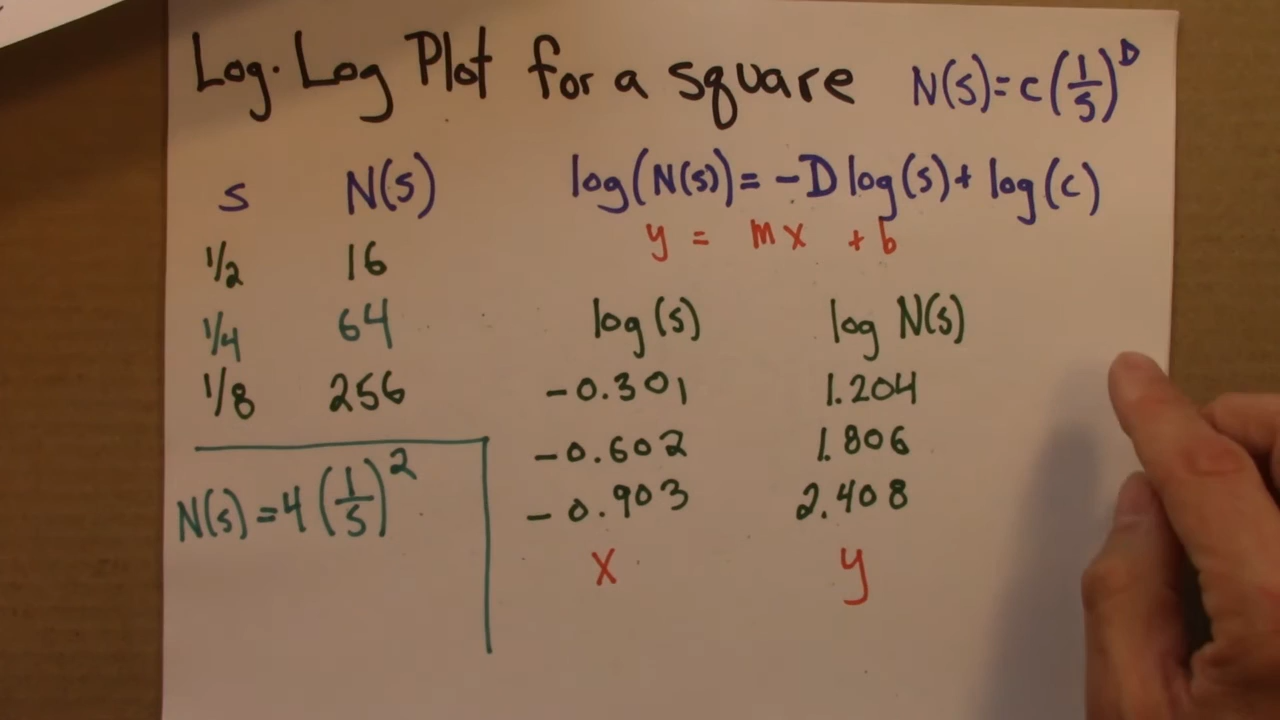 Log-Log Plot for a square N(s)=c(1/s)^D
s N(s) log(N(s))= -D log(s)+ log(c)
y = mx + b
1/2 16
log(s) log N(s)
1/4 64
1/8 256 -0.301 1.204
-0.602 1.806
N(s)=4(1/s)^2 -0.903 2.408
x y